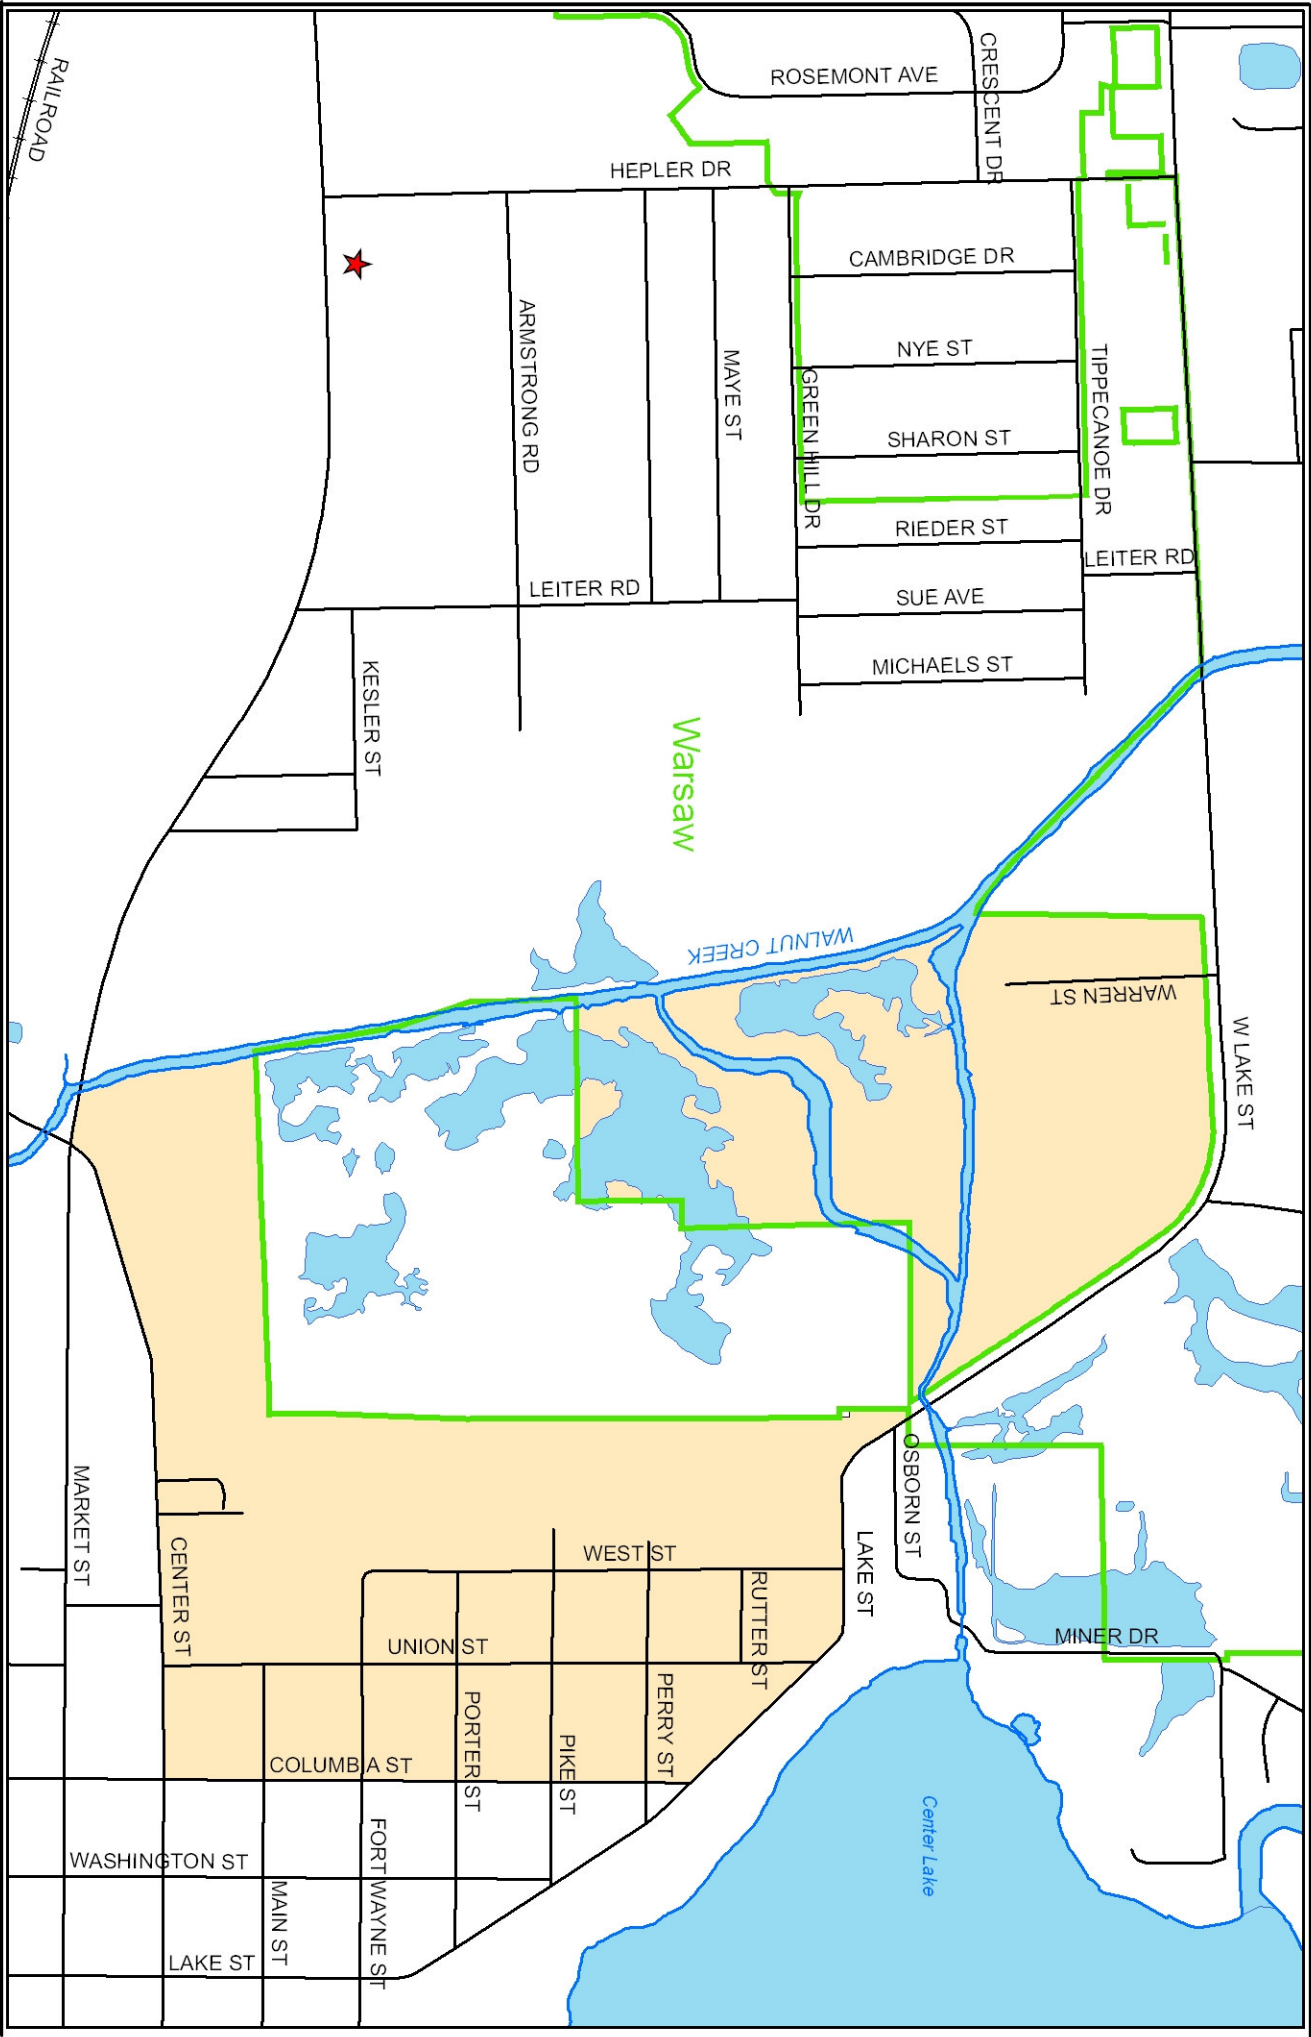 RAILROAD
ROSEMONT AVE
CRESCENT DR
HEPLER DR
CAMBRIDGE DR
ARMSTRONG RD
MAYE ST
NYE ST
GREEN HILL DR
TIPPECANOE DR
SHARON ST
RIEDER ST
LEITER RD
LEITER RD
SUE AVE
MICHAELS ST
KESLER ST
Warsaw
WALNUT CREEK
WARREN ST
W LAKE ST
OSBORN ST
MARKET ST
CENTER ST
WEST ST
LAKE ST
RUTTER ST
UNION ST
MINER DR
PERRY ST
PORTER ST
PIKE ST
COLUMBIA ST
Center Lake
FORT WAYNE ST
WASHINGTON ST
MAIN ST
LAKE ST